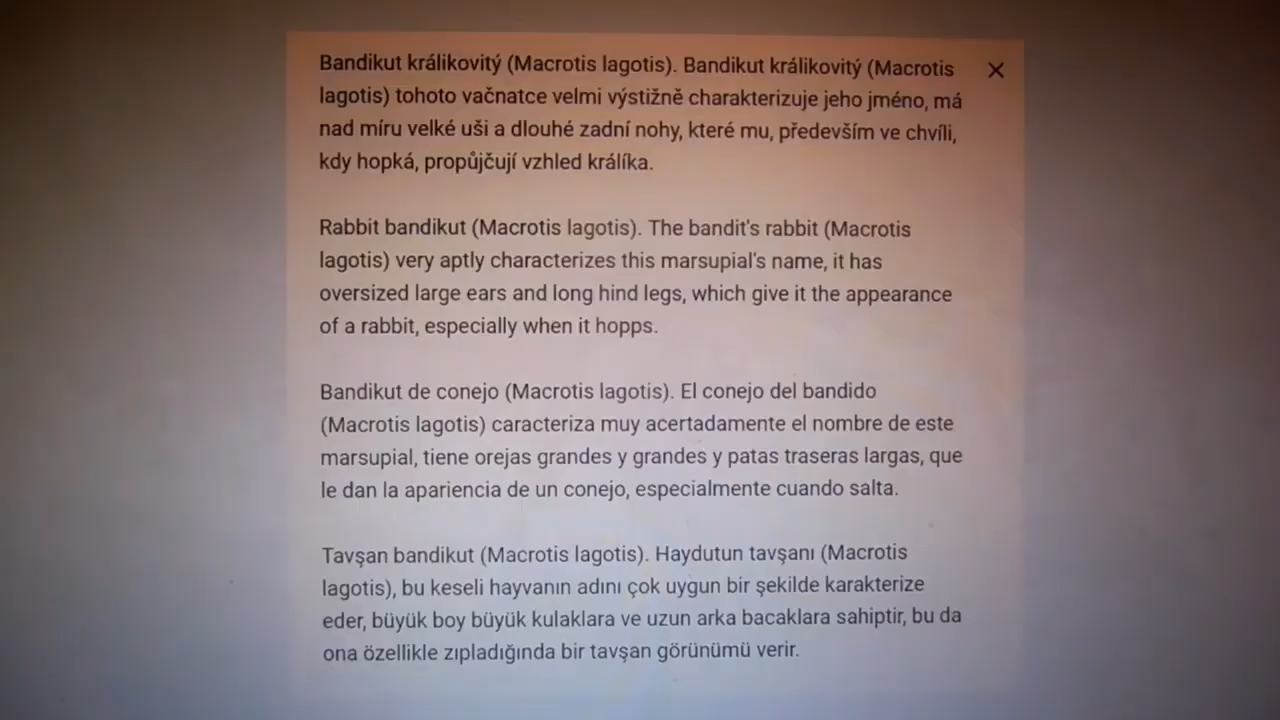 Bandikut králikovitý (Macrotis lagotis). Bandikut králikovitý (Macrotis
lagotis) tohoto vačnatce velmi výstižně charakterizuje jeho jméno, má
nad míru velké uši a dlouhé zadní nohy, které mu, především ve chvíli,
kdy hopká, propůjčují vzhled králíka.
Rabbit bandikut (Macrotis lagotis). The bandit's rabbit (Macrotis
lagotis) very aptly characterizes this marsupial's name, it has
oversized large ears and long hind legs, which give it the appearance
of a rabbit, especially when it hopps.
Bandikut de conejo (Macrotis lagotis). El conejo del bandido
(Macrotis lagotis) caracteriza muy acertadamente el nombre de este
marsupial, tiene orejas grandes y grandes y patas traseras largas, que
le dan la apariencia de un conejo, especialmente cuando salta.
Tavşan bandikut (Macrotis lagotis). Haydutun tavşanı (Macrotis
lagotis), bu keseli hayvanın adını çok uygun bir şekilde karakterize
eder, büyük boy büyük kulaklara ve uzun arka bacaklara sahiptir, bu da
ona özellikle zıpladığında bir tavşan görünümü verir.